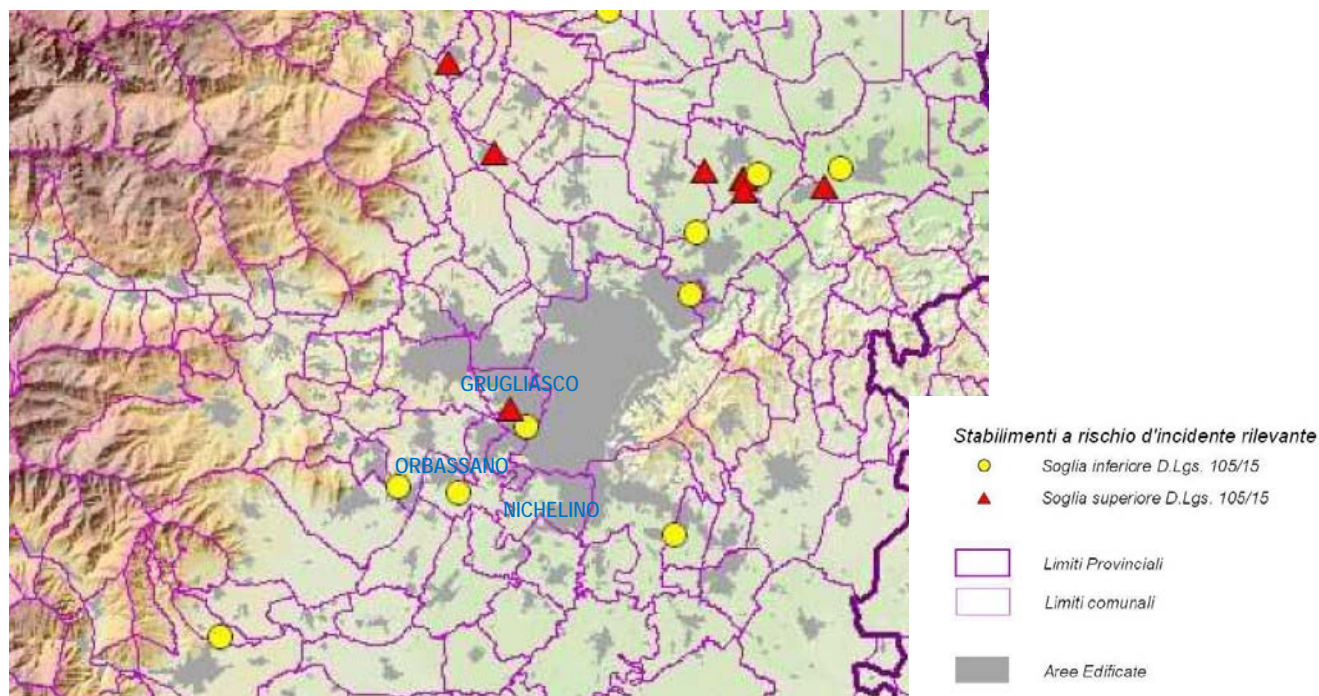 GRUGLIASCO
ORBASSANO
NICHELINO
Stabilimenti a rischio d'incidente rilevante
Soglia inferiore D.Lgs. 105/15
Soglia superiore D.Lgs. 105/15
Limiti Provinciali
Limiti comunali
Aree Edificate